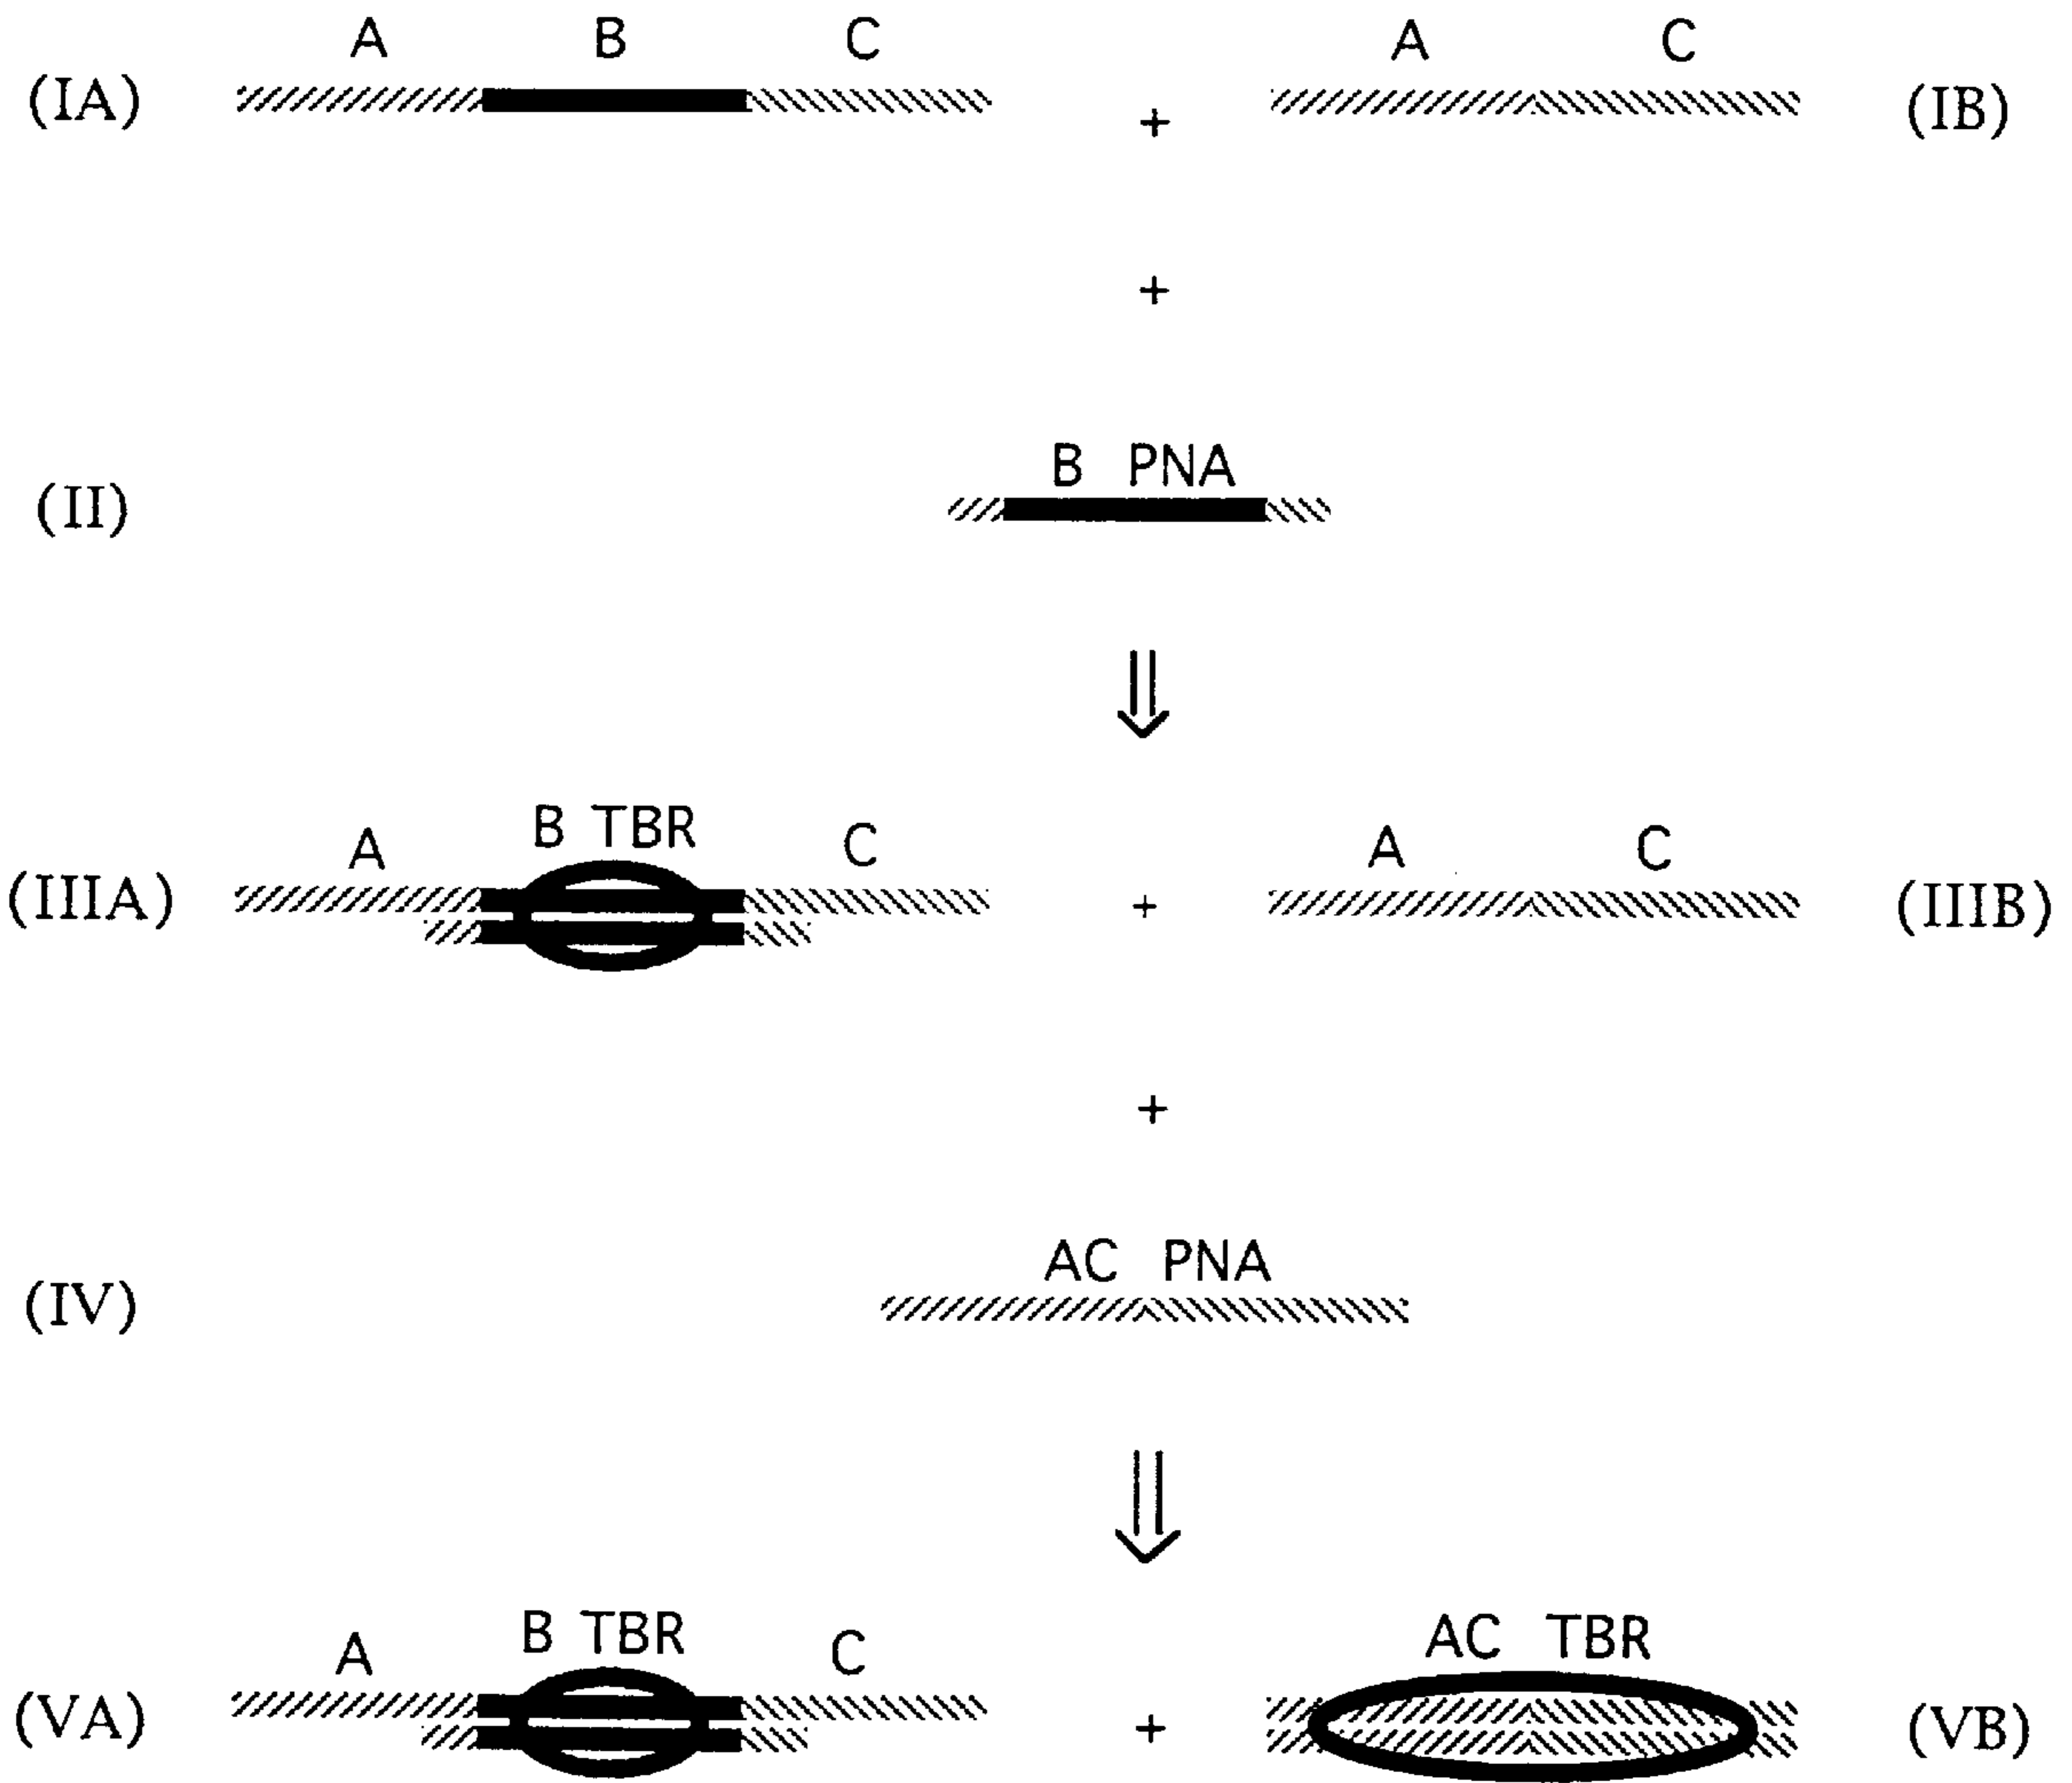 A B C A C
(IA) + (IB)
+
B PNA
(II)
B TBR
A C A C
(IIIA) + (IIIB)
+
AC PNA
(IV)
B TBR AC TBR
A C
(VA) + (VB)